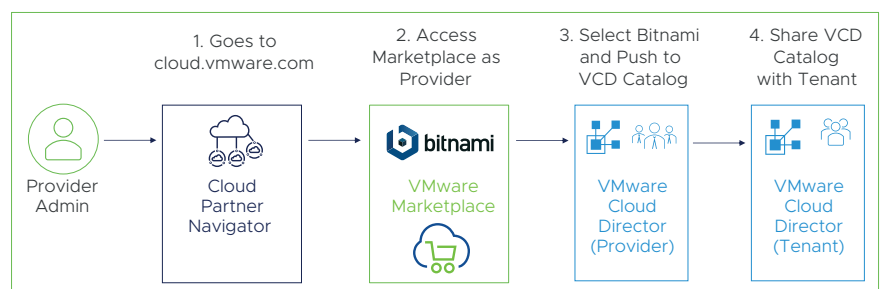 1. Goes to
cloud.vmware.com
2. Access
Marketplace as
Provider
3. Select Bitnami
and Push to
VCD Catalog
4. Share VCD
Catalog
with Tenant
Provider
Admin
Cloud
Partner
Navigator
bitnami
VMware
Marketplace
VMware
Cloud
Director
(Provider)
VMware
Cloud
Director
(Tenant)